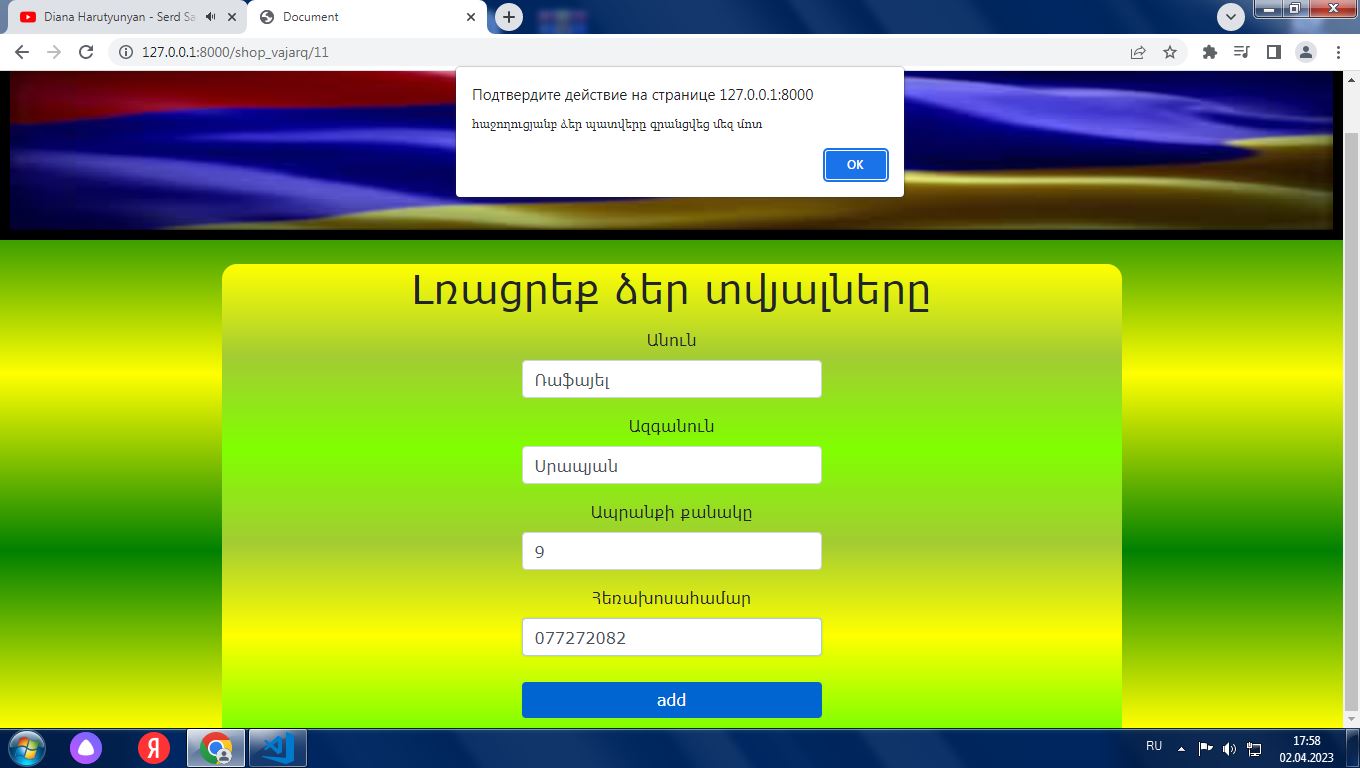 Diana Harutyunyan - Serd Sa
Document
127.0.0.1:8000/shop_vajarq/11
Подтвердите действие на странице 127.0.0.1:8000
հաջողուցյանբ ձեր պատվերը գրանցվեց մեզ մոտ
OK
Լռացրեք ձեր տվյալները
Անուն
Ռաֆայել
Ազգանուն
Սրապյան
Ապրանքի քանակը
9
Հեռախոսահամար
077272082
add
Я
RU
17:58
02.04.2023